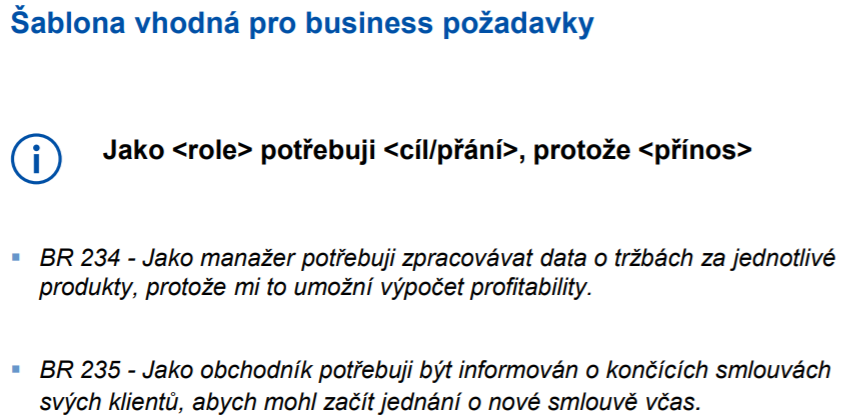 Šablona vhodná pro business požadavky
Jako <role> potřebuji <cíl/přání>, protože <přínos>
▪ BR 234 - Jako manažer potřebuji zpracovávat data o tržbách za jednotlivé
produkty, protože mi to umožní výpočet profitability.
▪ BR 235 - Jako obchodník potřebuji být informován o končících smlouvách
svých klientů, abych mohl začít jednání o nové smlouvě včas.